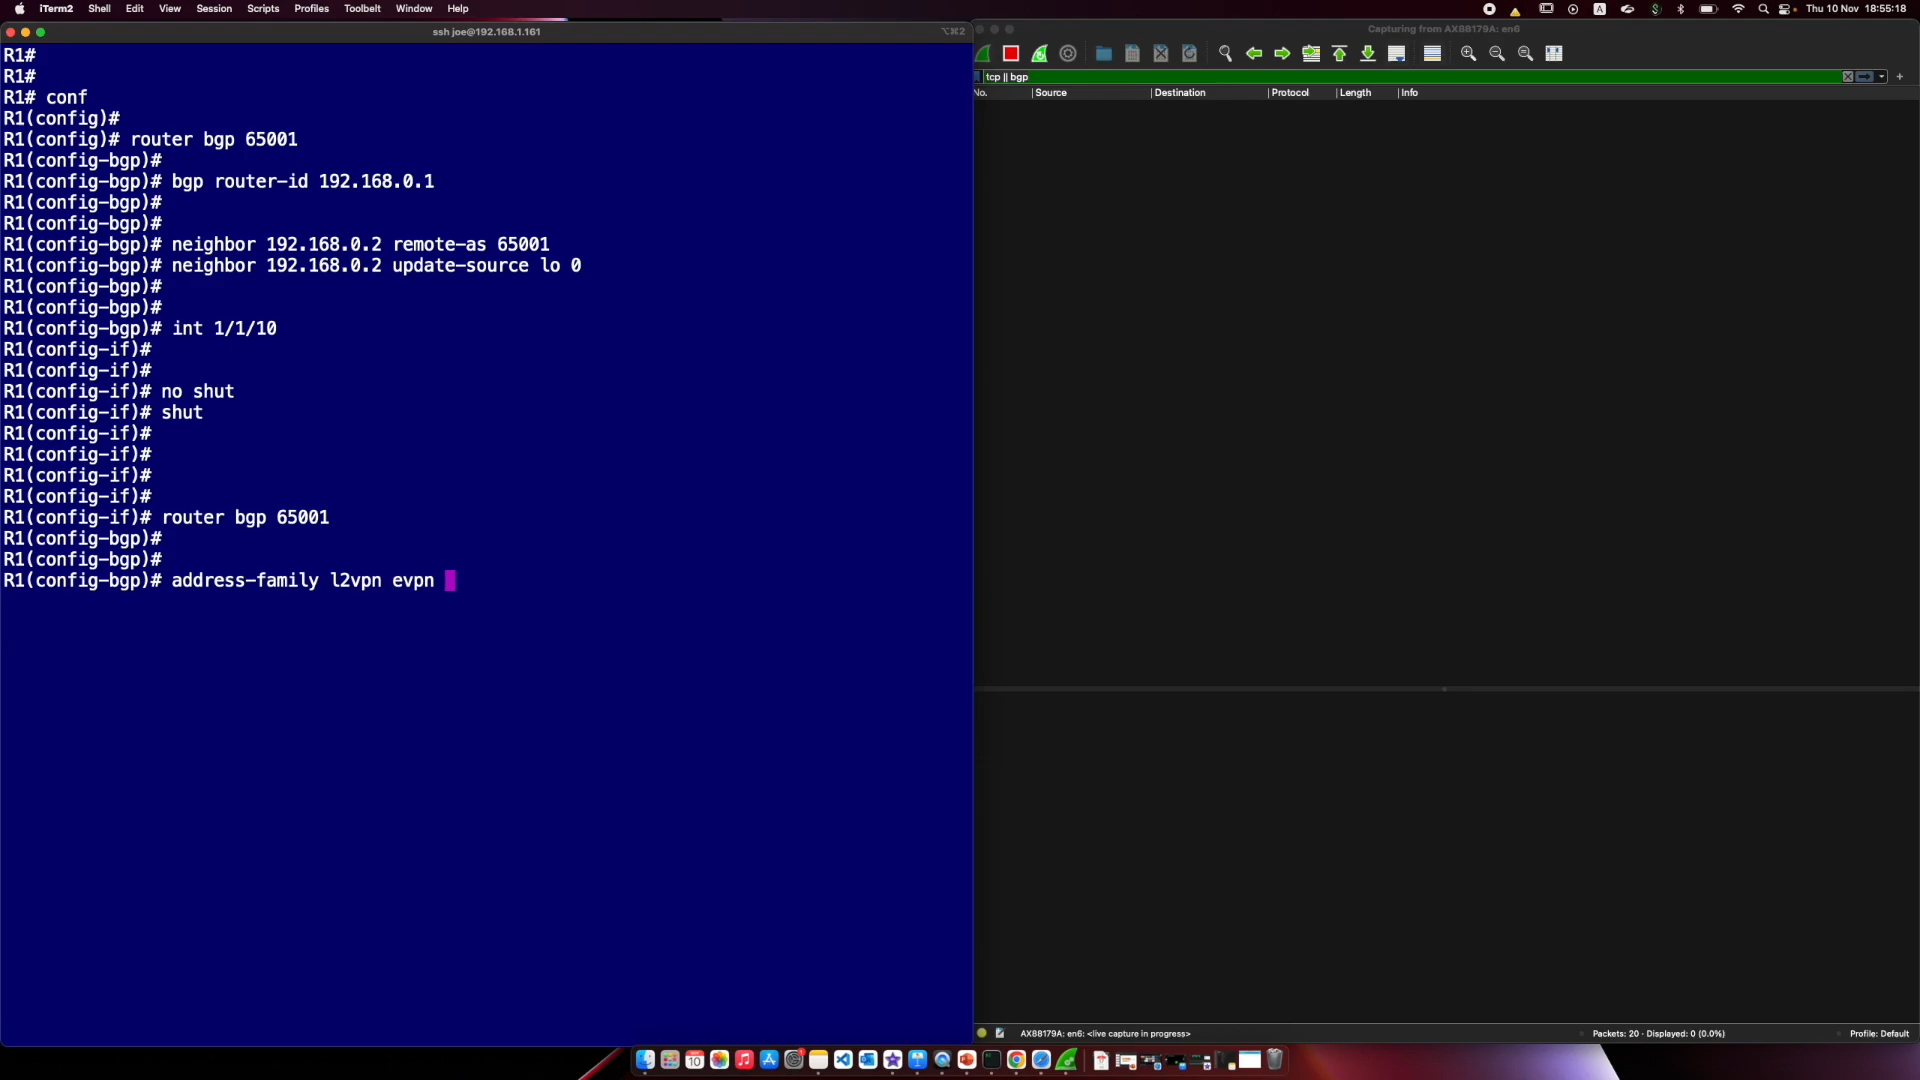 iTerm2 Shell Edit View Session Scripts Profiles Toolbelt Window Help
Thu 10 Nov 18:55:18
ssh joe@192.168.1.161
⌥⌘2
R1#
R1#
R1# conf
R1(config)#
R1(config)# router bgp 65001
R1(config-bgp)#
R1(config-bgp)# bgp router-id 192.168.0.1
R1(config-bgp)#
R1(config-bgp)#
R1(config-bgp)# neighbor 192.168.0.2 remote-as 65001
R1(config-bgp)# neighbor 192.168.0.2 update-source lo 0
R1(config-bgp)#
R1(config-bgp)#
R1(config-bgp)# int 1/1/10
R1(config-if)#
R1(config-if)#
R1(config-if)# no shut
R1(config-if)# shut
R1(config-if)#
R1(config-if)#
R1(config-if)#
R1(config-if)#
R1(config-if)# router bgp 65001
R1(config-bgp)#
R1(config-bgp)#
R1(config-bgp)# address-family l2vpn evpn
Capturing from AX88179A: en6
tcp || bgp
No. Source Destination Protocol Length Info
AX88179A: en6: <live capture in progress>
Packets: 20 · Displayed: 0 (0.0%)
Profile: Default